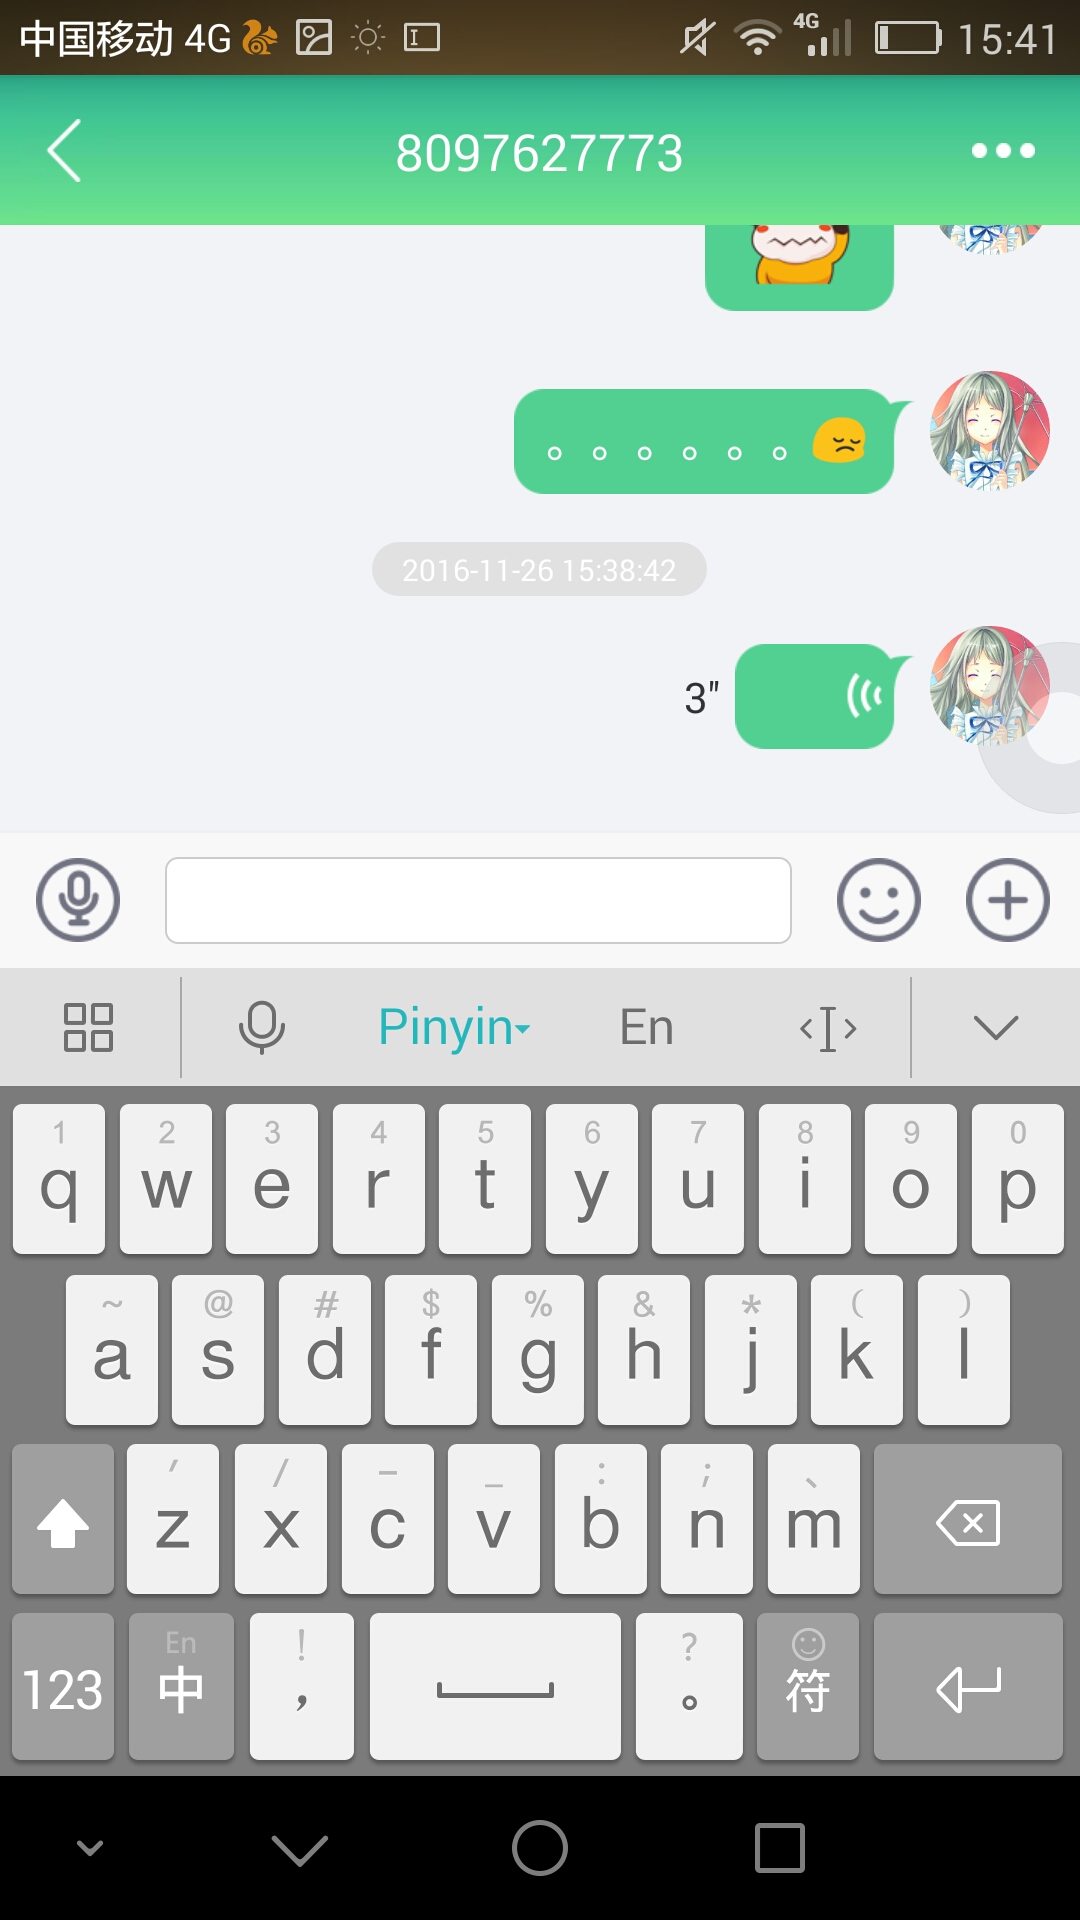 中国移动 4G 4G 15:41
8097627773
。。。。。。
2016-11-26 15:38:42
3"
Pinyin En
1 2 3 4 5 6 7 8 9 0
q w e r t y u i o p
~ @ # $ % & * ( )
a s d f g h j k l
' / - _ : ; 、
z x c v b n m
En ! ?
123 中 , 。 符